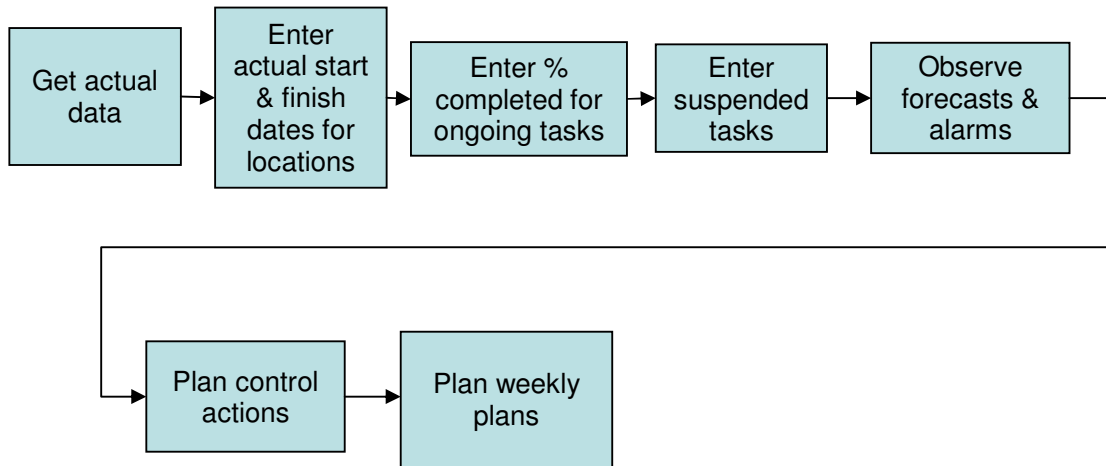 Get actual
data
Enter
actual start
& finish
dates for
locations
Enter %
completed for
ongoing tasks
Enter
suspended
tasks
Observe
forecasts &
alarms
Plan control
actions
Plan weekly
plans